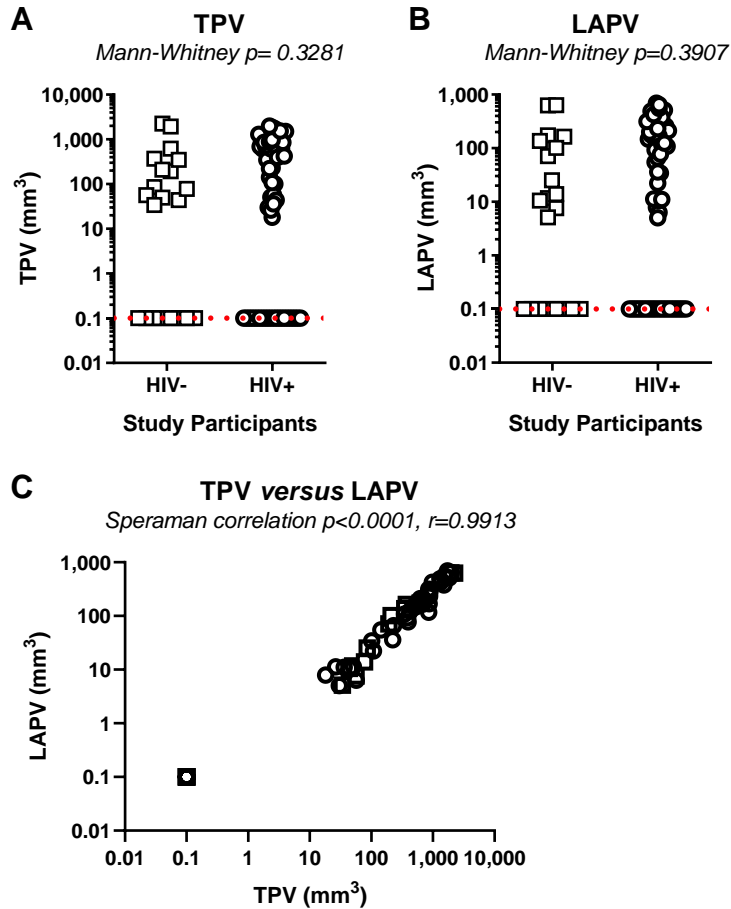 A
TPV
Mann-Whitney p= 0.3281
TPV (mm³)
10,000
1,000
100
10
1
0.1
0.01
HIV-
HIV+
Study Participants
B
LAPV
Mann-Whitney p=0.3907
LAPV (mm³)
1,000
100
10
1
0.1
0.01
HIV-
HIV+
Study Participants
C
TPV versus LAPV
Speraman correlation p<0.0001, r=0.9913
LAPV (mm³)
1,000
100
10
1
0.1
0.01
0.01 0.1 1 10 100 1,000 10,000
TPV (mm³)